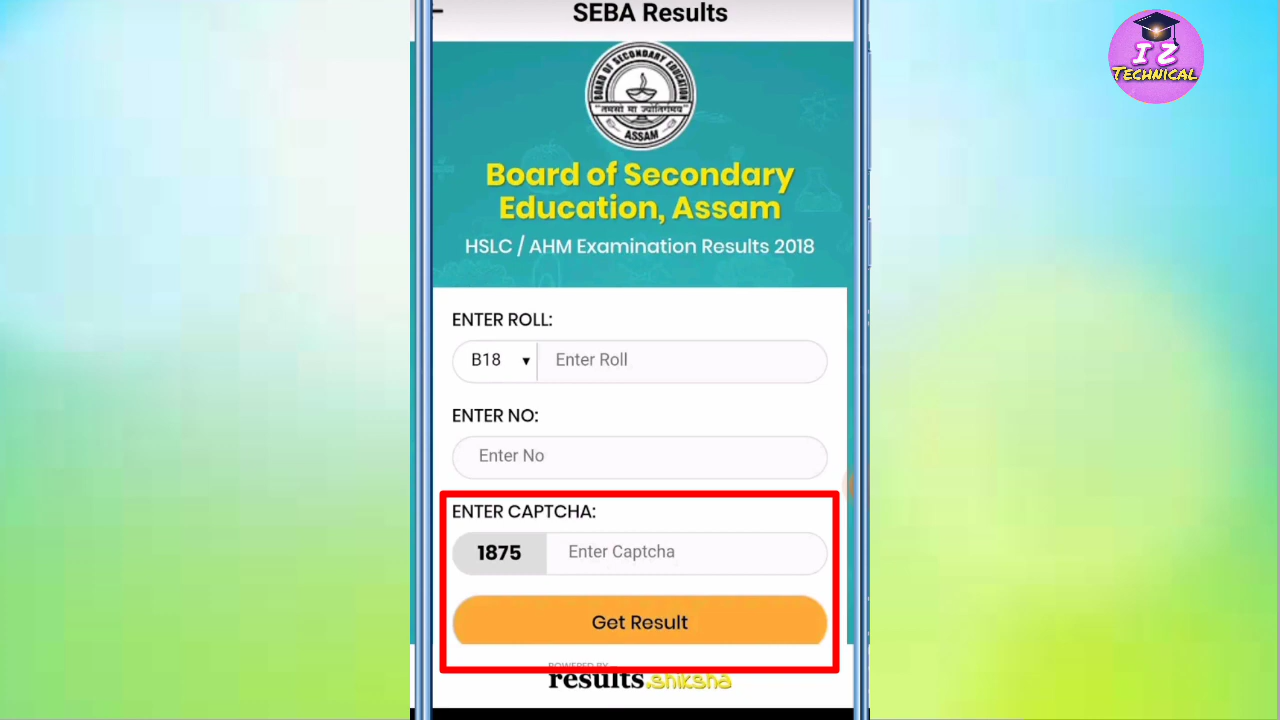 SEBA Results
I Z
TECHNICAL
BOARD OF SECONDARY EDUCATION
"तमसो मा ज्योतिर्गमय"
ASSAM
Board of Secondary
Education, Assam
HSLC / AHM Examination Results 2018
ENTER ROLL:
B18 ▼ Enter Roll
ENTER NO:
Enter No
ENTER CAPTCHA:
1875 Enter Captcha
Get Result
POWERED BY
results.shiksha